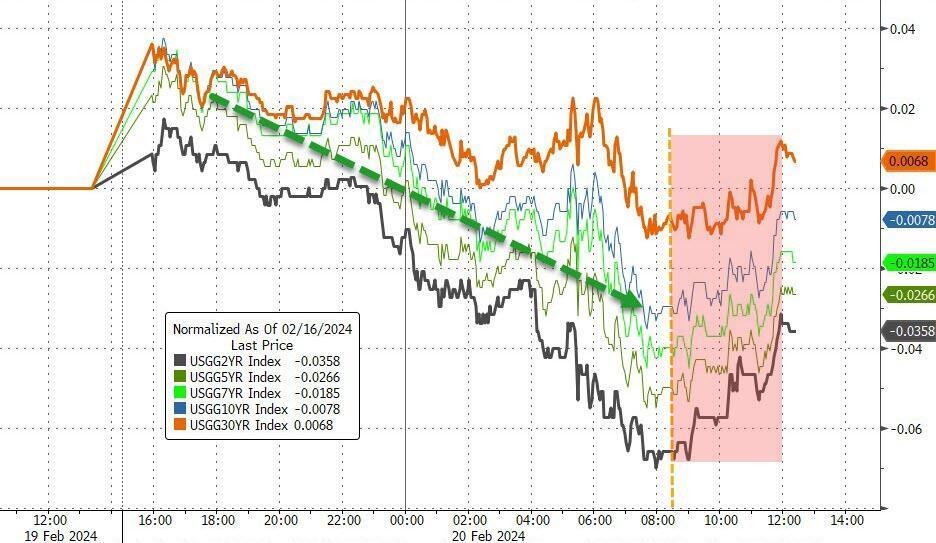 0.04
0.02
0.0068
0.00
-0.0078
-0.0185
-0.0266
-0.0358
-0.04
-0.06
Normalized As Of 02/16/2024
Last Price
USGG2YR Index -0.0358
USGG5YR Index -0.0266
USGG7YR Index -0.0185
USGG10YR Index -0.0078
USGG30YR Index 0.0068
12:00 16:00 18:00 20:00 22:00 00:00 02:00 04:00 06:00 08:00 10:00 12:00 14:00
19 Feb 2024 20 Feb 2024